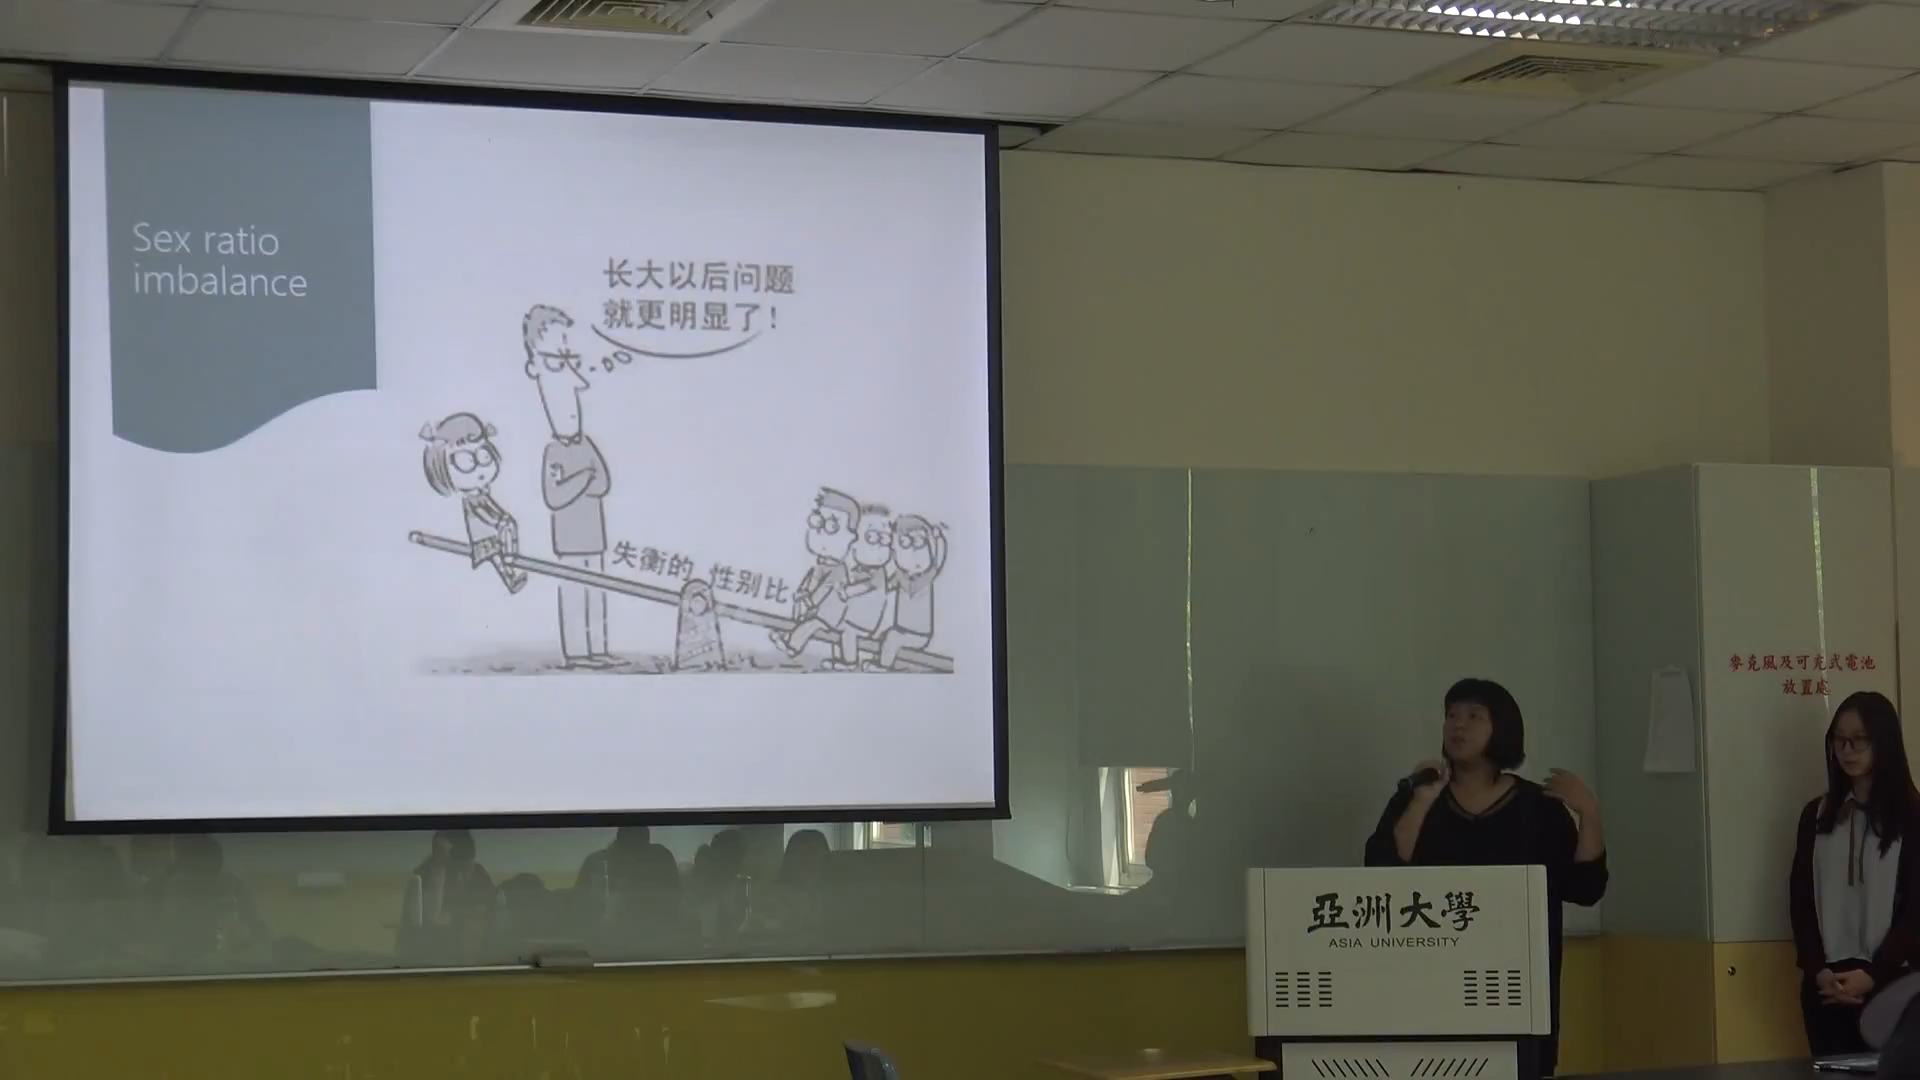 Sex ratio
imbalance
长大以后问题
就更明显了！
失衡的 性别比
麥克風及可充式電池
放置處
亞洲大學
ASIA UNIVERSITY